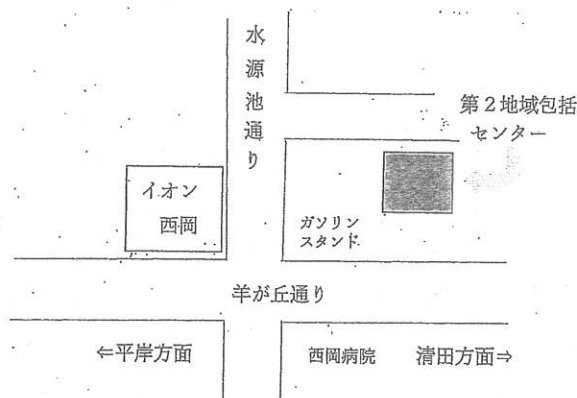 水源池通り
第2地域包括
センター
イオン
西岡
ガソリン
スタンド
羊が丘通り
⇐平岸方面
西岡病院
清田方面⇒